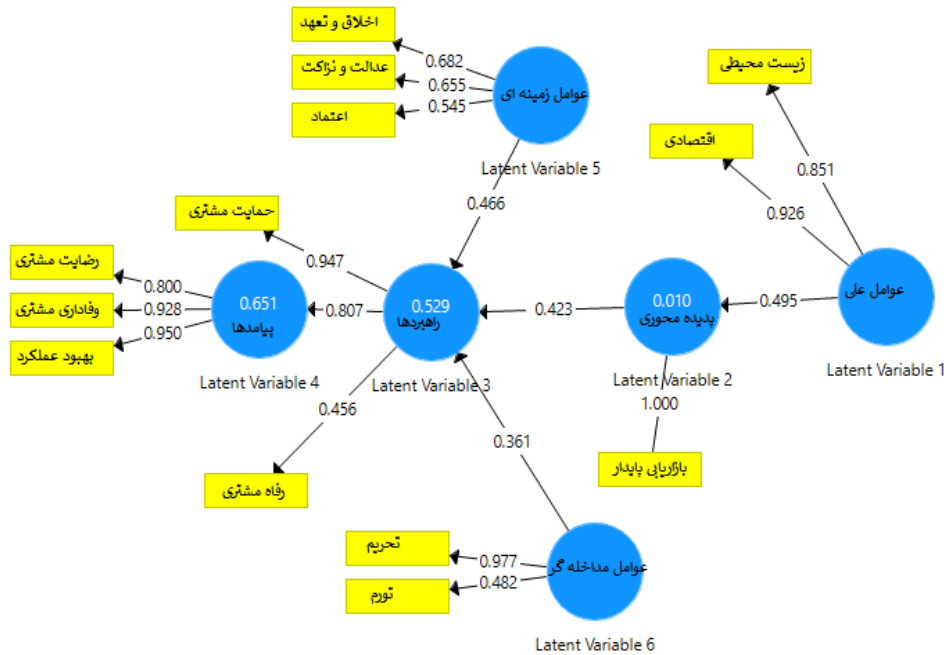 اخلاق و تعهد
0.682
عدالت و نزاکت
0.655
اعتماد
0.545
عوامل زمینه ای
Latent Variable 5
0.466
زیست محیطی
اقتصادی
0.851
0.926
عوامل علی
Latent Variable 1
0.495
حمایت مشتری
0.947
رضایت مشتری
0.800
وفاداری مشتری
0.928
بهبود عملکرد
0.950
0.651
پیامدها
Latent Variable 4
0.807
0.529
راهبردها
Latent Variable 3
0.423
0.010
پدیده محوری
Latent Variable 2
1.000
بازاریابی پایدار
0.456
رفاه مشتری
0.361
تحریم
0.977
تورم
0.482
عوامل مداخله گر
Latent Variable 6